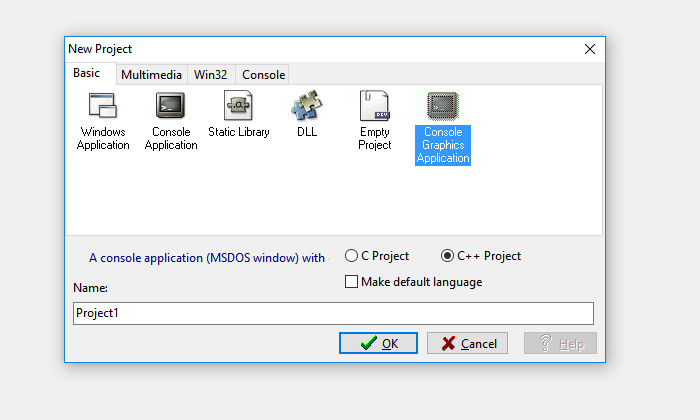 New Project
Basic Multimedia Win32 Console
Windows Console Static Library DLL Empty Console
Application Application Project Graphics
Application
A console application (MSDOS window) with C Project C++ Project
Make default language
Name:
Project1
OK Cancel Help